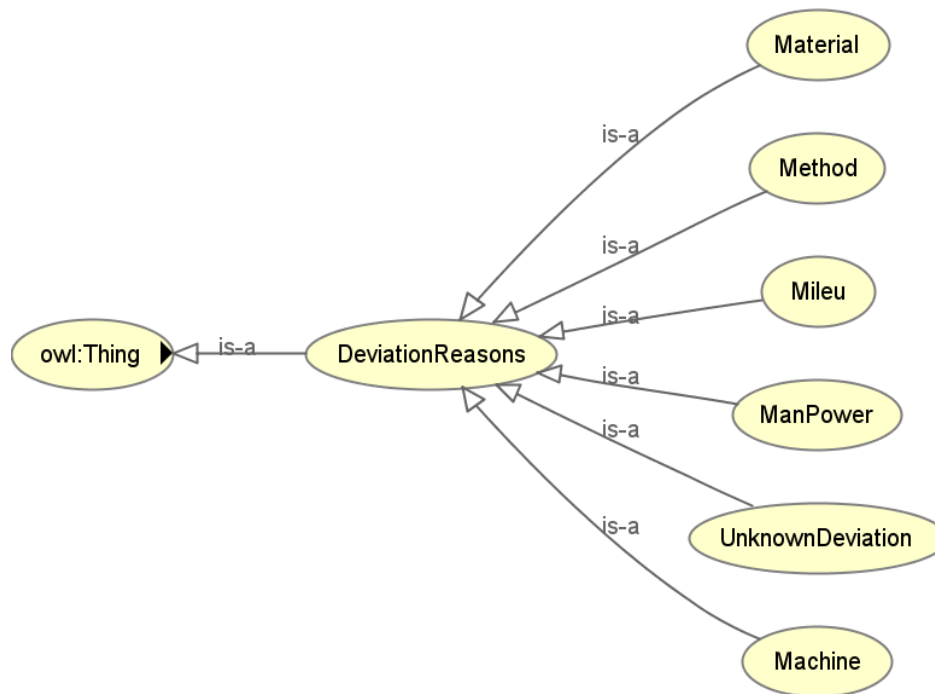 Material
is-a
Method
is-a
Mileu
is-a
owl:Thing
is-a
DeviationReasons
is-a
ManPower
is-a
UnknownDeviation
is-a
Machine